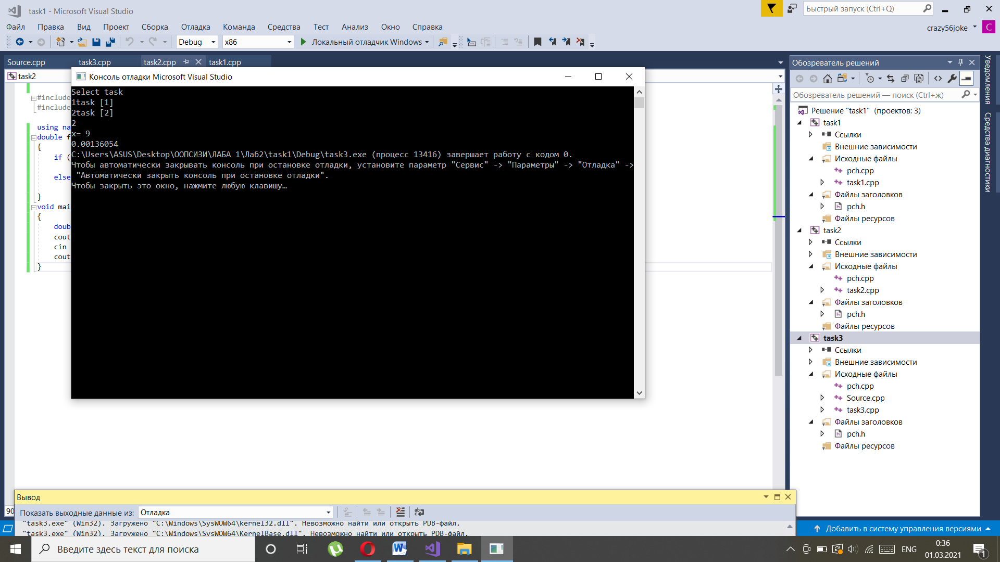 task1 - Microsoft Visual Studio
Быстрый запуск (Ctrl+Q)
Файл Правка Вид Проект Сборка Отладка Команда Средства Тест Анализ Окно Справка
crazy56joke C
Debug x86 Локальный отладчик Windows
Source.cpp task3.cpp task2.cpp task1.cpp
task2
#include
#include
using na
double f
{
if (
else
}
void mai
{
doub
cout
cin
cout
}
Консоль отладки Microsoft Visual Studio
Select task
1task [1]
2task [2]
2
x= 9
0.00136054
C:\Users\ASUS\Desktop\ООПСИЗИ\ЛАБА 1\Лаб2\task1\Debug\task3.exe (процесс 13416) завершает работу с кодом 0.
Чтобы автоматически закрывать консоль при остановке отладки, установите параметр "Сервис" -> "Параметры" -> "Отладка" ->
"Автоматически закрыть консоль при остановке отладки".
Чтобы закрыть это окно, нажмите любую клавишу…
Обозреватель решений
Обозреватель решений — поиск (Ctrl+ж)
Решение "task1" (проектов: 3)
task1
Ссылки
Внешние зависимости
Исходные файлы
pch.cpp
task1.cpp
Файлы заголовков
pch.h
Файлы ресурсов
task2
Ссылки
Внешние зависимости
Исходные файлы
pch.cpp
task2.cpp
Файлы заголовков
pch.h
Файлы ресурсов
task3
Ссылки
Внешние зависимости
Исходные файлы
pch.cpp
Source.cpp
task3.cpp
Файлы заголовков
pch.h
Файлы ресурсов
Уведомления
Средства диагностики
90
Вывод
Показать выходные данные из: Отладка
"task3.exe" (Win32). Загружено "C:\Windows\SysWOW64\kernel32.dll". Невозможно найти или открыть PDB-файл.
"task3.exe" (Win32). Загружено "C:\Windows\SysWOW64\KernelBase.dll". Невозможно найти или открыть PDB-файл.
Добавить в систему управления версиями
Введите здесь текст для поиска
ENG
0:36
01.03.2021
1